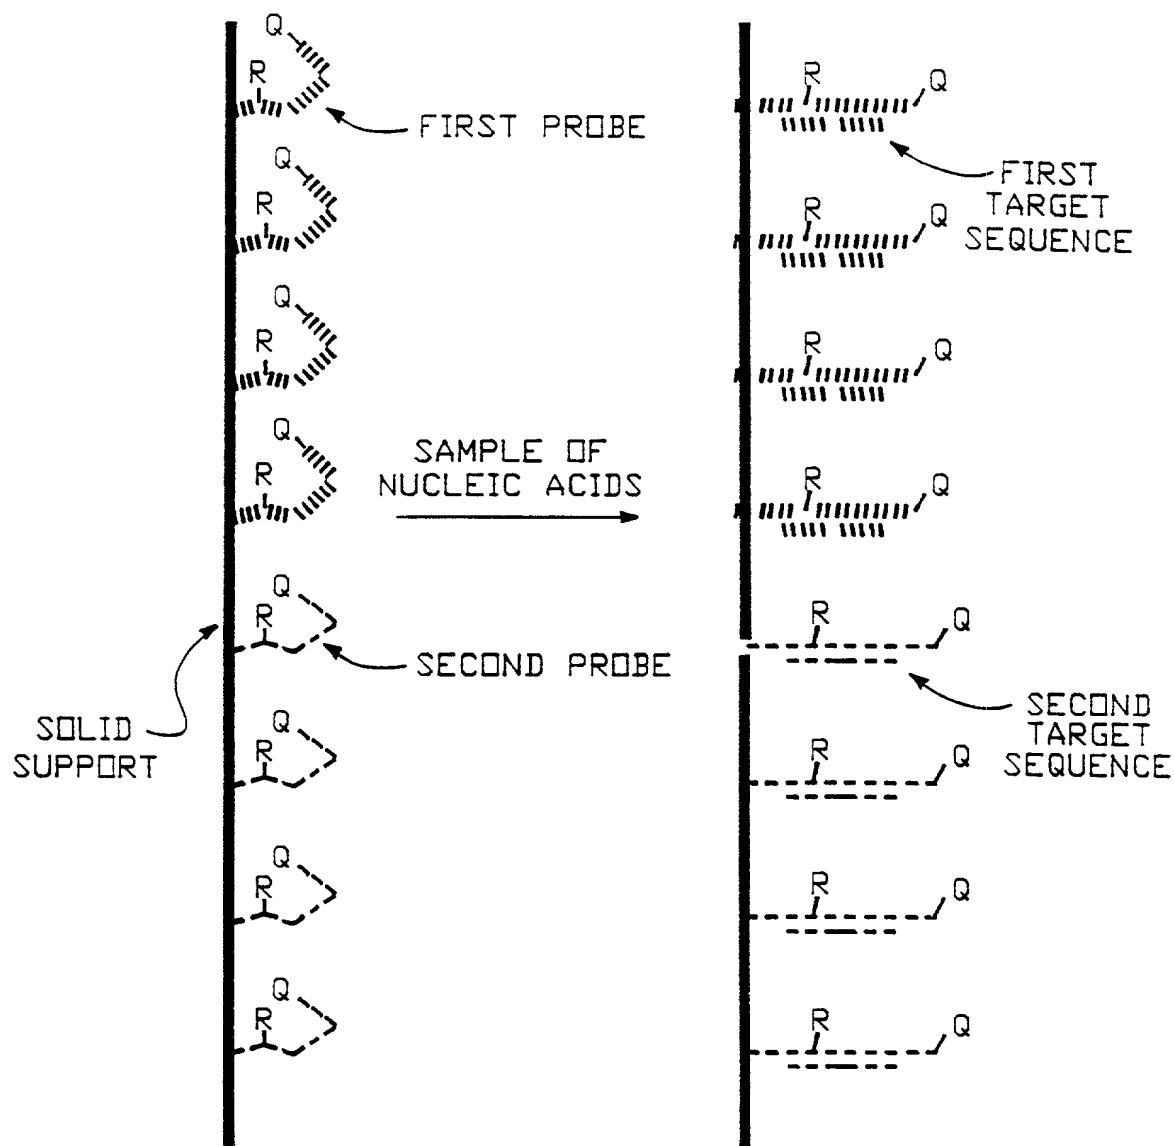 Q
R
FIRST PROBE
Q
R
Q
R
Q
R
Q
R
SECOND PROBE
SOLID
SUPPORT
Q
R
Q
R
Q
R
SAMPLE OF
NUCLEIC ACIDS
R
Q
FIRST
TARGET
SEQUENCE
R
Q
R
Q
R
Q
R
Q
SECOND
TARGET
SEQUENCE
R
Q
R
Q
R
Q